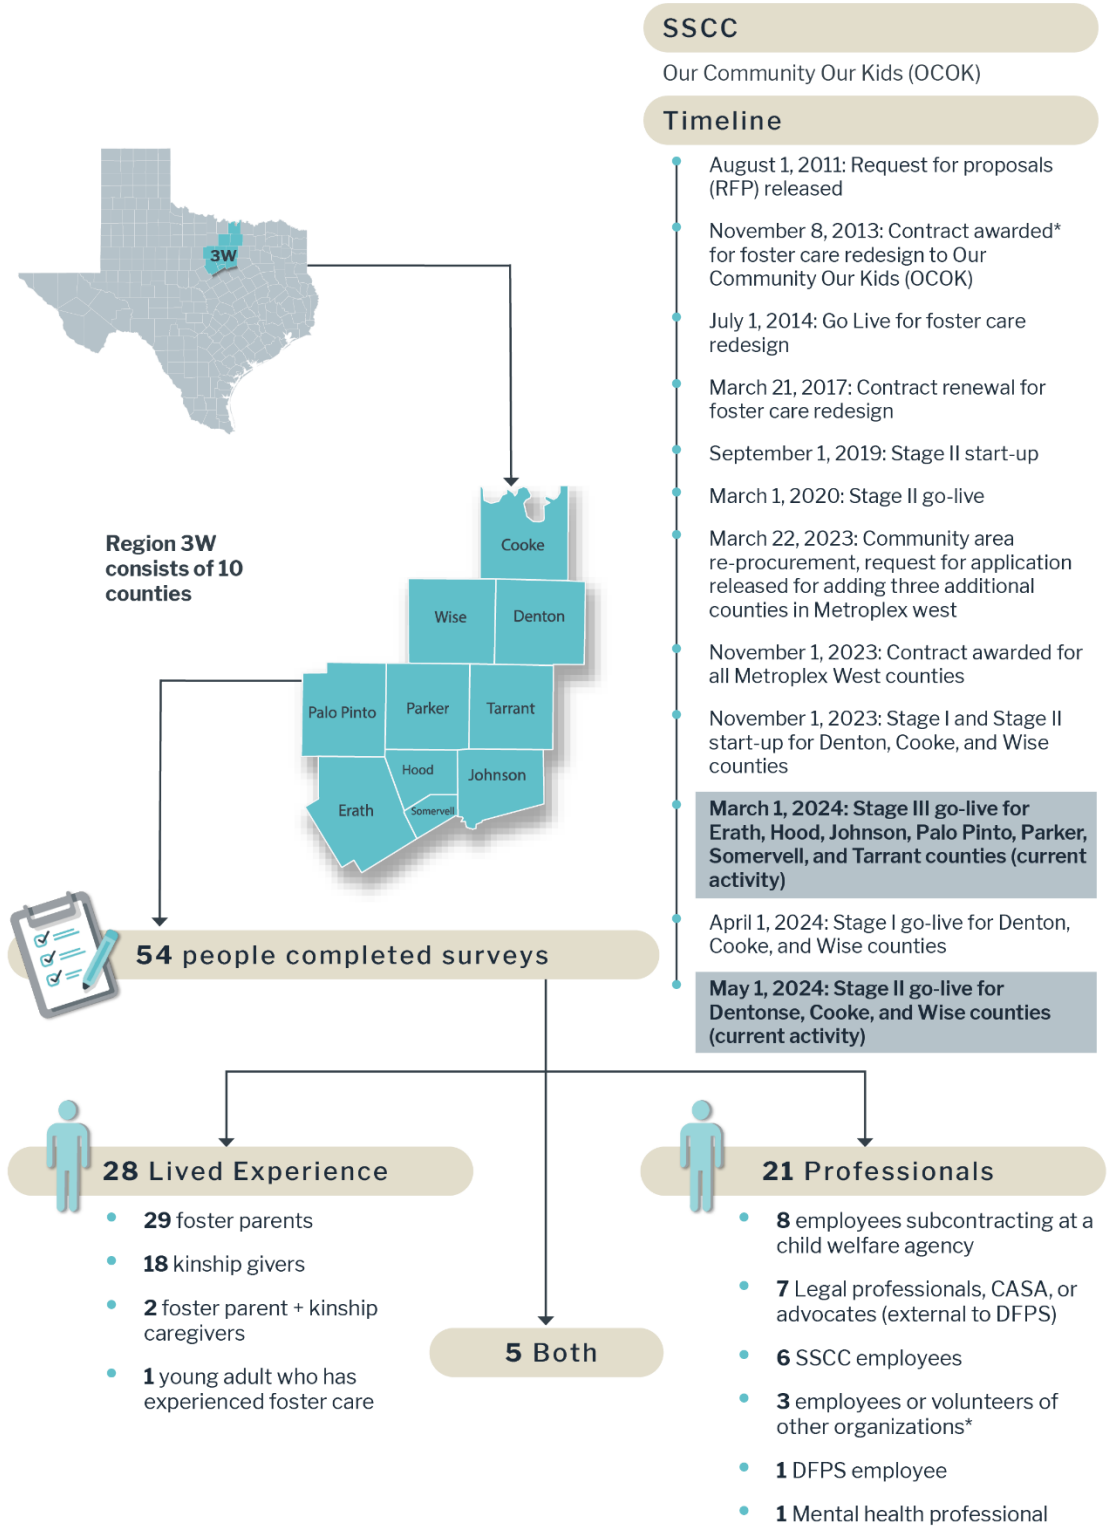 SSCC
Our Community Our Kids (OCOK)
Timeline
August 1, 2011: Request for proposals
(RFP) released
November 8, 2013: Contract awarded*
for foster care redesign to Our
Community Our Kids (OCOK)
July 1, 2014: Go Live for foster care
redesign
March 21, 2017: Contract renewal for
foster care redesign
September 1, 2019: Stage II start-up
March 1, 2020: Stage II go-live
March 22, 2023: Community area
re-procurement, request for application
released for adding three additional
counties in Metroplex west
November 1, 2023: Contract awarded for
all Metroplex West counties
November 1, 2023: Stage I and Stage II
start-up for Denton, Cooke, and Wise
counties
March 1, 2024: Stage III go-live for
Erath, Hood, Johnson, Palo Pinto, Parker,
Somervell, and Tarrant counties (current
activity)
April 1, 2024: Stage I go-live for Denton,
Cooke, and Wise counties
May 1, 2024: Stage II go-live for
Dentonse, Cooke, and Wise counties
(current activity)
3W
Region 3W
consists of 10
counties
Cooke
Wise
Denton
Palo Pinto
Parker
Tarrant
Hood
Johnson
Erath
Somervell
54 people completed surveys
28 Lived Experience
29 foster parents
18 kinship givers
2 foster parent + kinship
caregivers
1 young adult who has
experienced foster care
5 Both
21 Professionals
8 employees subcontracting at a
child welfare agency
7 Legal professionals, CASA, or
advocates (external to DFPS)
6 SSCC employees
3 employees or volunteers of
other organizations*
1 DFPS employee
1 Mental health professional